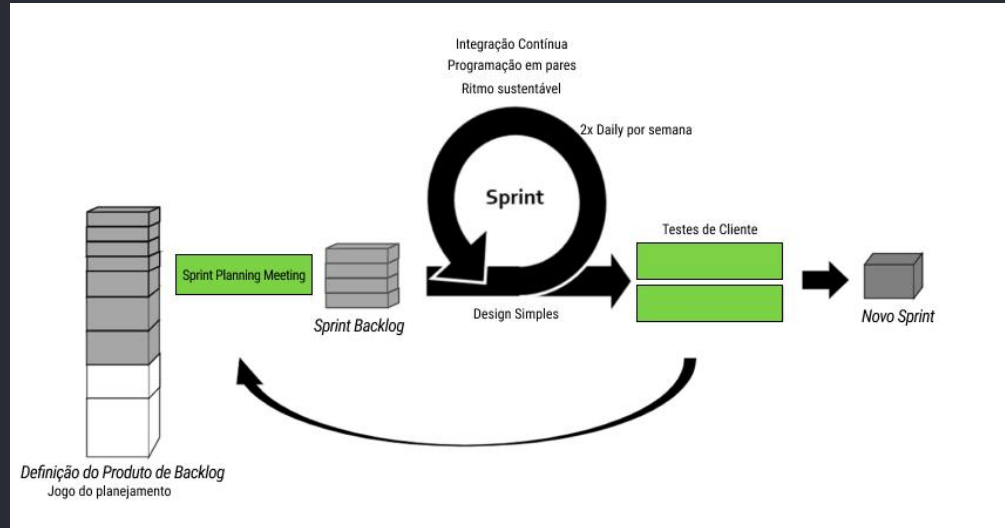 Integração Contínua
Programação em pares
Ritmo sustentável
2x Daily por semana
Sprint
Testes de Cliente
Sprint Planning Meeting
Sprint Backlog
Design Simples
Novo Sprint
Definição do Produto de Backlog
Jogo do planejamento